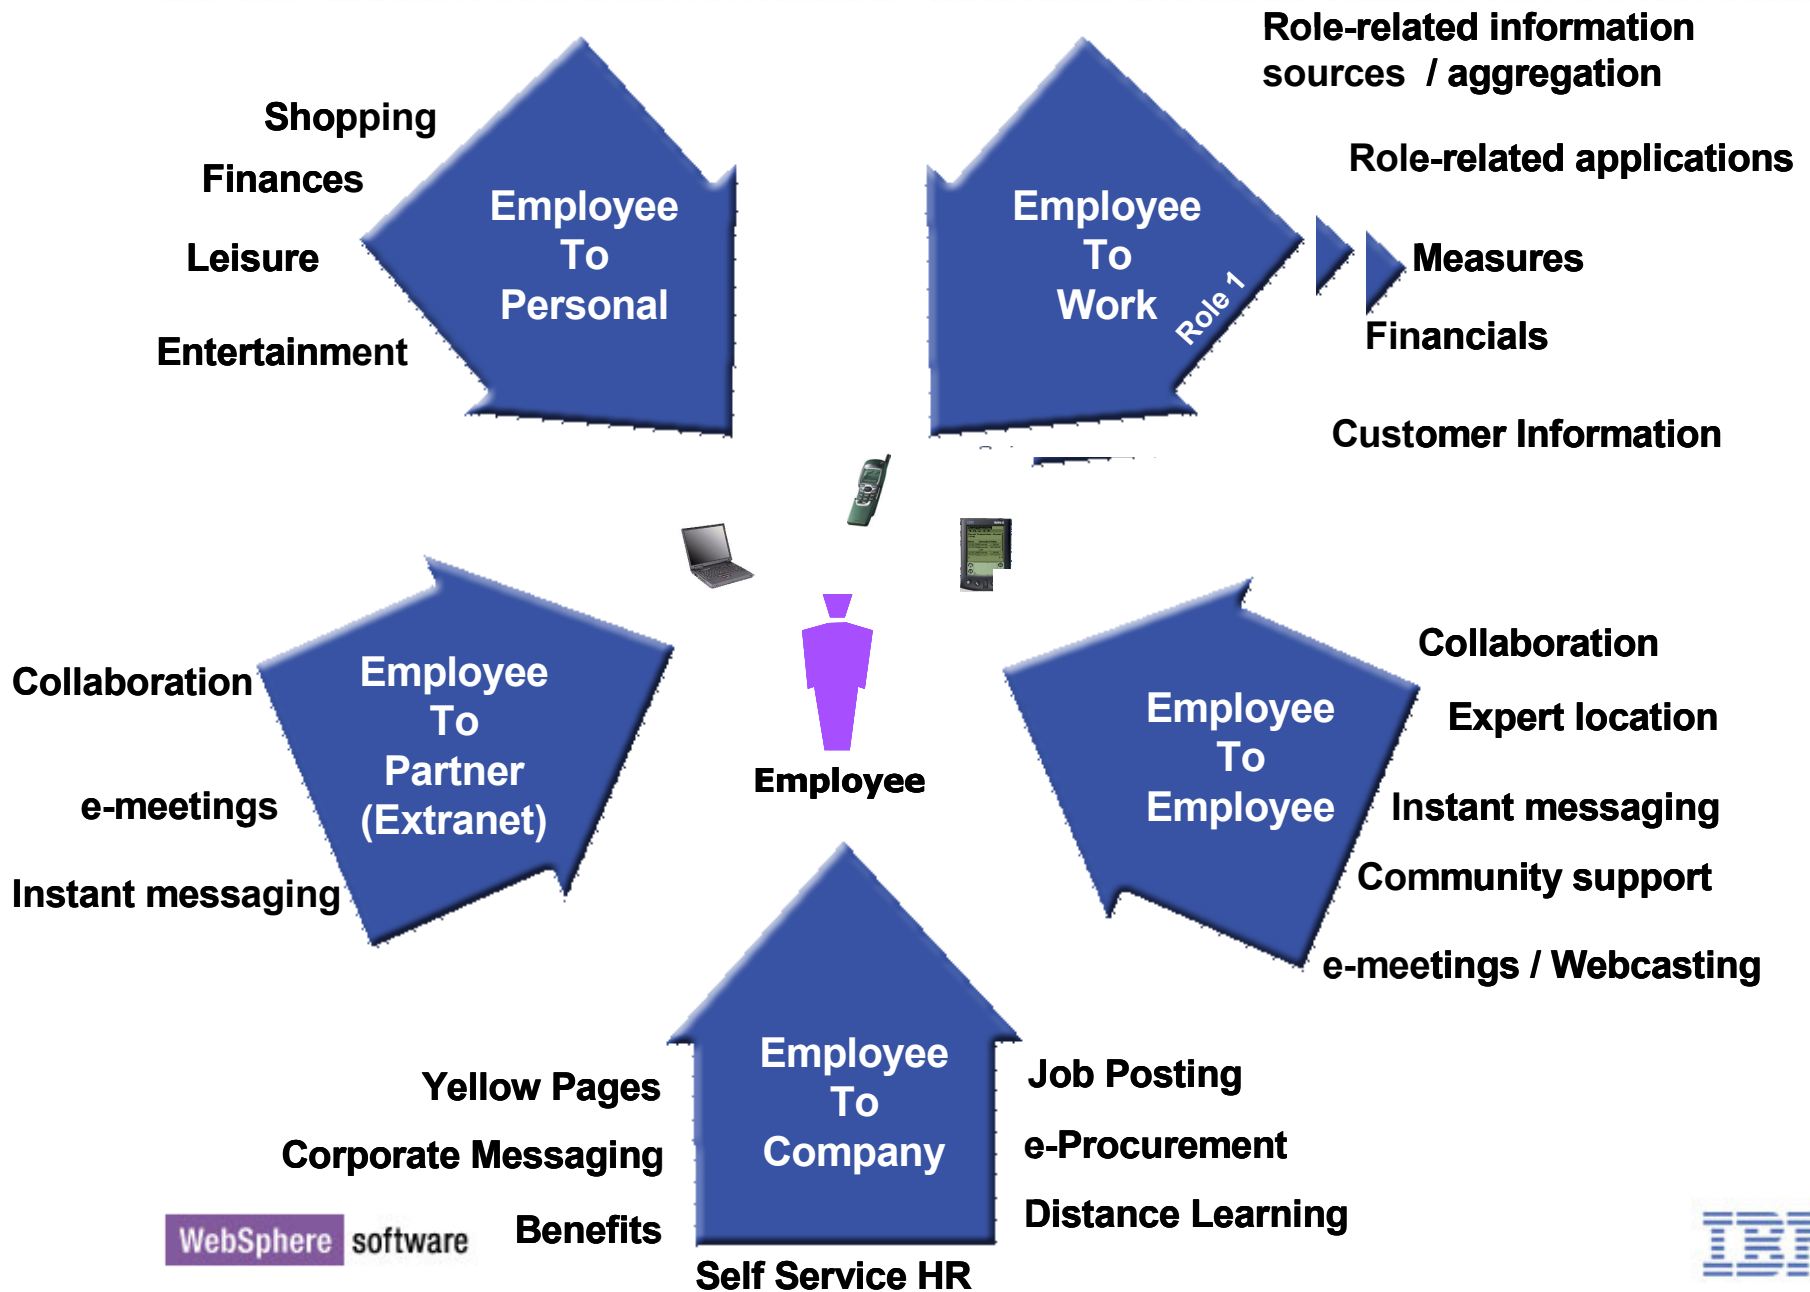 Role-related information
sources / aggregation
Shopping
Finances
Leisure
Entertainment
Employee
To
Personal
Employee
To
Work
Role 1
Role-related applications
Measures
Financials
Customer Information
Collaboration
e-meetings
Instant messaging
Employee
To
Partner
(Extranet)
Employee
Employee
To
Employee
Collaboration
Expert location
Instant messaging
Community support
e-meetings / Webcasting
Yellow Pages
Corporate Messaging
Benefits
Employee
To
Company
Job Posting
e-Procurement
Distance Learning
Self Service HR
WebSphere software